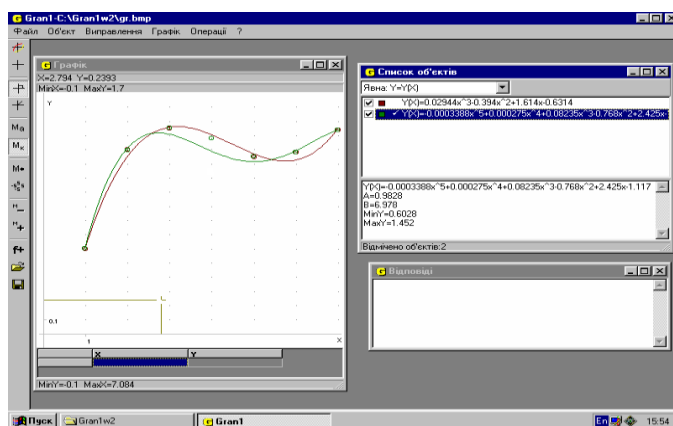 Gran1-C:\Gran1w2\gr.bmp
Файл Об'єкт Виправлення Графік Операції ?
Графік
X=2.794 Y=0.2393
MinX=-0.1 MaxY=1.7
Y
0.1
1
X
X Y
MinY=-0.1 MaxX=7.084
Список об'єктів
Явна: Y=Y(X)
Y(X)=0.02944x^3-0.394x^2+1.614x-0.6314
Y(X)=-0.0003388x^5+0.000275x^4+0.08235x^3-0.768x^2+2.425x-1
Y(X)=-0.0003388x^5+0.000275x^4+0.08235x^3-0.768x^2+2.425x-1.117
A=0.9828
B=6.978
MinY=0.6028
MaxY=1.452
Відмічено об'єктів:2
Відповіді
Пуск Gran1w2 Gran1 En 15:54